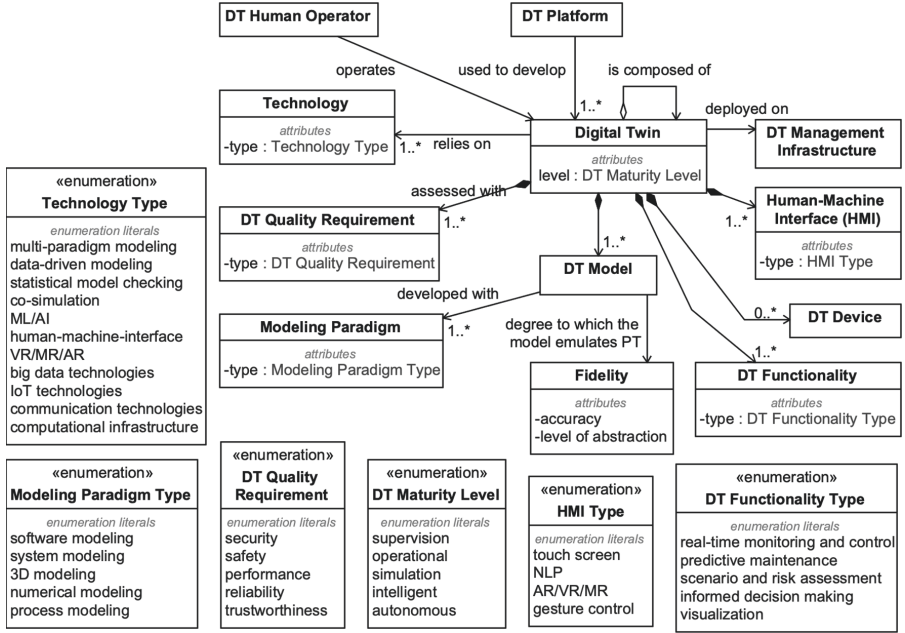 DT Human Operator
DT Platform
operates
used to develop
is composed of
1..*
deployed on
Technology
attributes
-type : Technology Type
1..*
relies on
Digital Twin
attributes
level : DT Maturity Level
DT Management
Infrastructure
assessed with
1..*
DT Quality Requirement
attributes
-type : DT Quality Requirement
1..*
Human-Machine
Interface (HMI)
attributes
-type : HMI Type
1..*
DT Model
developed with
1..*
Modeling Paradigm
attributes
-type : Modeling Paradigm Type
degree to which the
model emulates PT
0..*
DT Device
1..*
Fidelity
attributes
-accuracy
-level of abstraction
DT Functionality
attributes
-type : DT Functionality Type
«enumeration»
Technology Type
enumeration literals
multi-paradigm modeling
data-driven modeling
statistical model checking
co-simulation
ML/AI
human-machine-interface
VR/MR/AR
big data technologies
IoT technologies
communication technologies
computational infrastructure
«enumeration»
Modeling Paradigm Type
enumeration literals
software modeling
system modeling
3D modeling
numerical modeling
process modeling
«enumeration»
DT Quality
Requirement
enumeration literals
security
safety
performance
reliability
trustworthiness
«enumeration»
DT Maturity Level
enumeration literals
supervision
operational
simulation
intelligent
autonomous
«enumeration»
HMI Type
enumeration literals
touch screen
NLP
AR/VR/MR
gesture control
«enumeration»
DT Functionality Type
enumeration literals
real-time monitoring and control
predictive maintenance
scenario and risk assessment
informed decision making
visualization